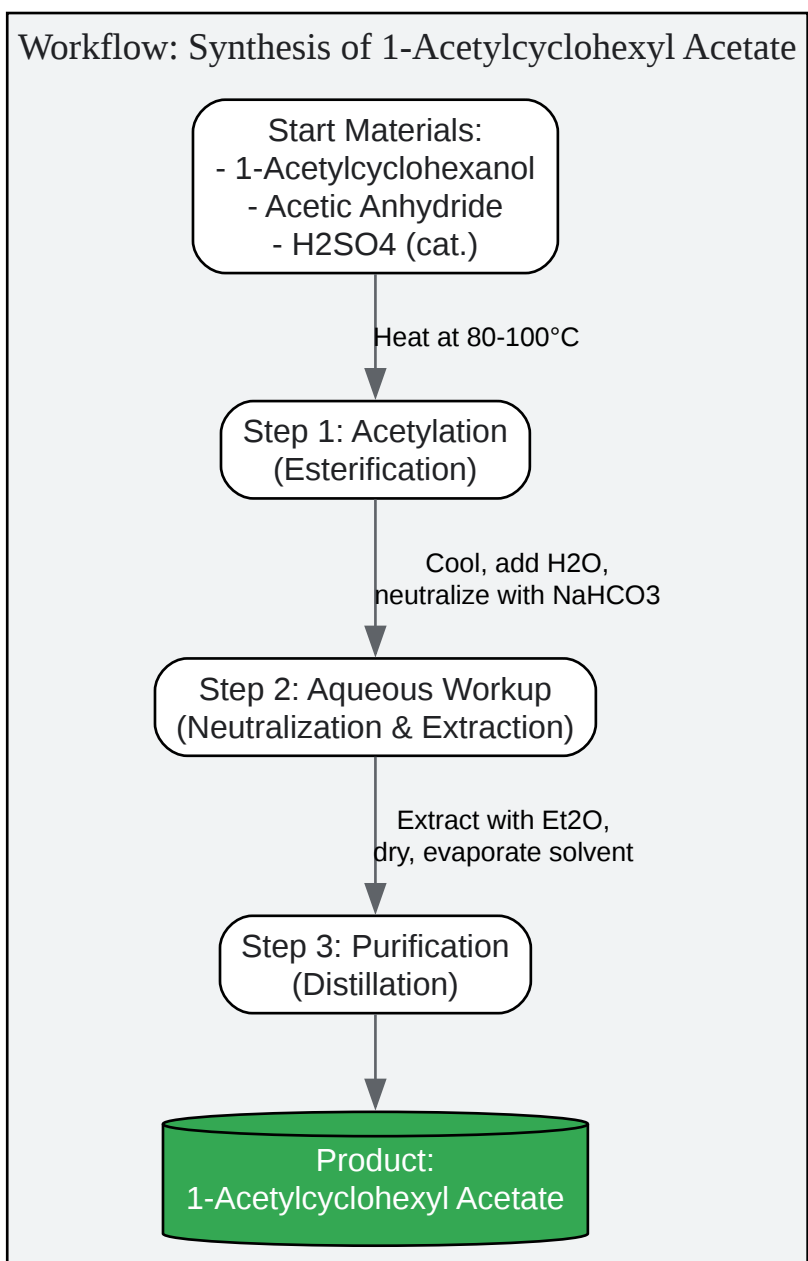 Workflow: Synthesis of 1-Acetylcyclohexyl Acetate
Start Materials:
- 1-Acetylcyclohexanol
- Acetic Anhydride
- H2SO4 (cat.)
Heat at 80-100°C
Step 1: Acetylation
(Esterification)
Cool, add H2O,
neutralize with NaHCO3
Step 2: Aqueous Workup
(Neutralization & Extraction)
Extract with Et2O,
dry, evaporate solvent
Step 3: Purification
(Distillation)
Product:
1-Acetylcyclohexyl Acetate